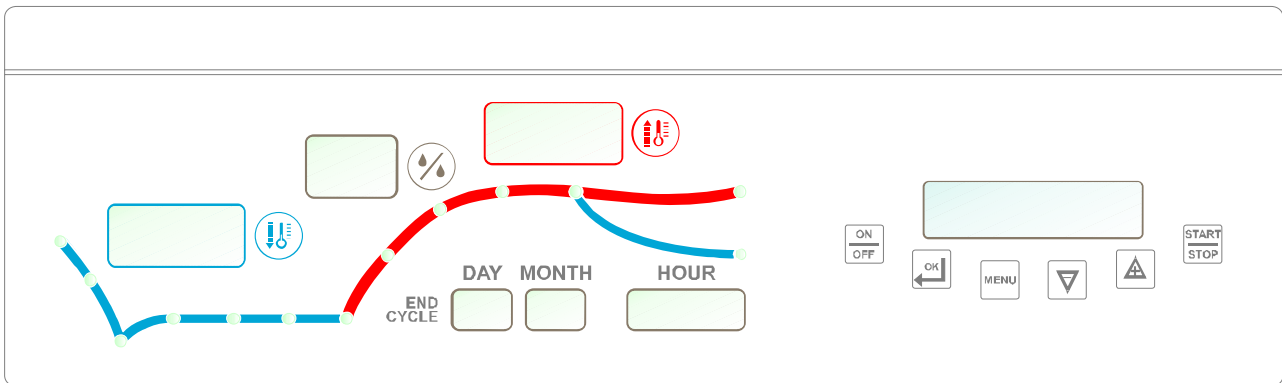 DAY MONTH HOUR
END
CYCLE
ON
OFF
OK
MENU
START
STOP